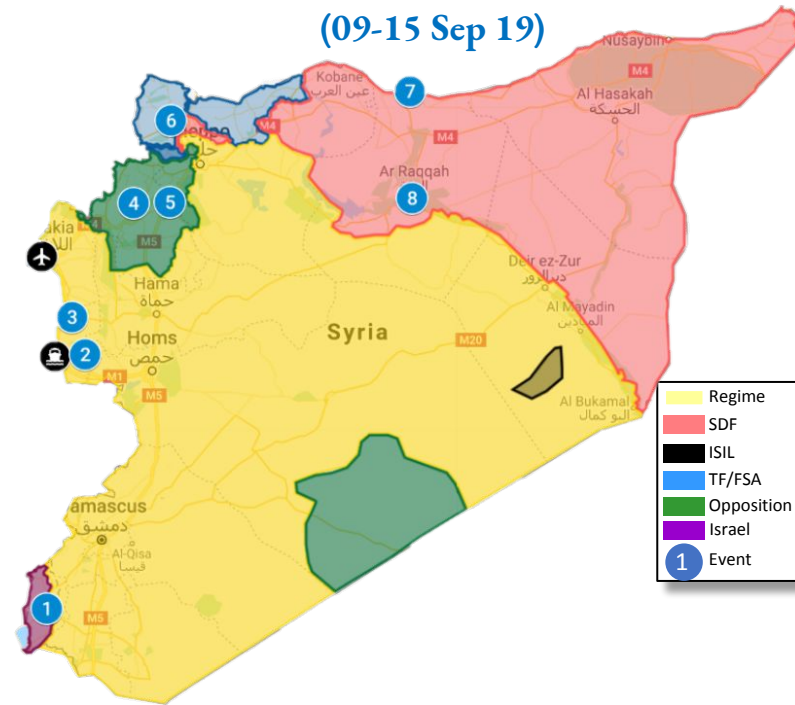 (09-15 Sep 19)
Nusaybin
Kobane
عين العرب
7
M4
Al Hasakah
الحسكة
6
M4
M4
Ar Raqqah
8
4
5
M5
Deir ez-Zur
دير الزور
Hama
حماة
Al Mayadin
الميادين
3
Syria
Homs
حمص
M20
2
M1
M5
Al Bukamal
البو كمال
amascus
دمشق
Al-Qisa
قيسا
1
M5
Regime
SDF
ISIL
TF/FSA
Opposition
Israel
1 Event